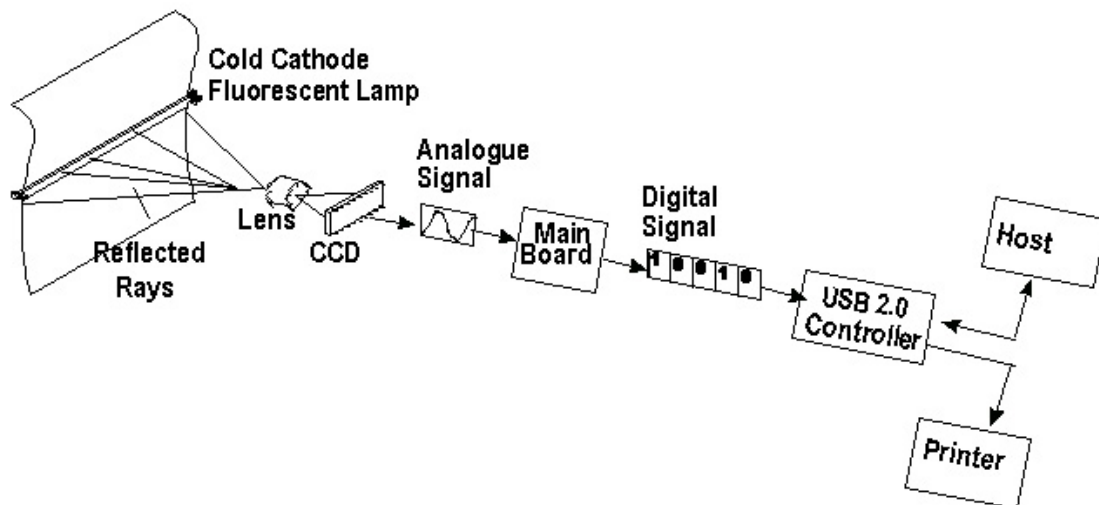 Cold Cathode
Fluorescent Lamp
Reflected
Rays
Lens
CCD
Analogue
Signal
Main
Board
Digital
Signal
1 0 0 1 0
USB 2.0
Controller
Host
Printer